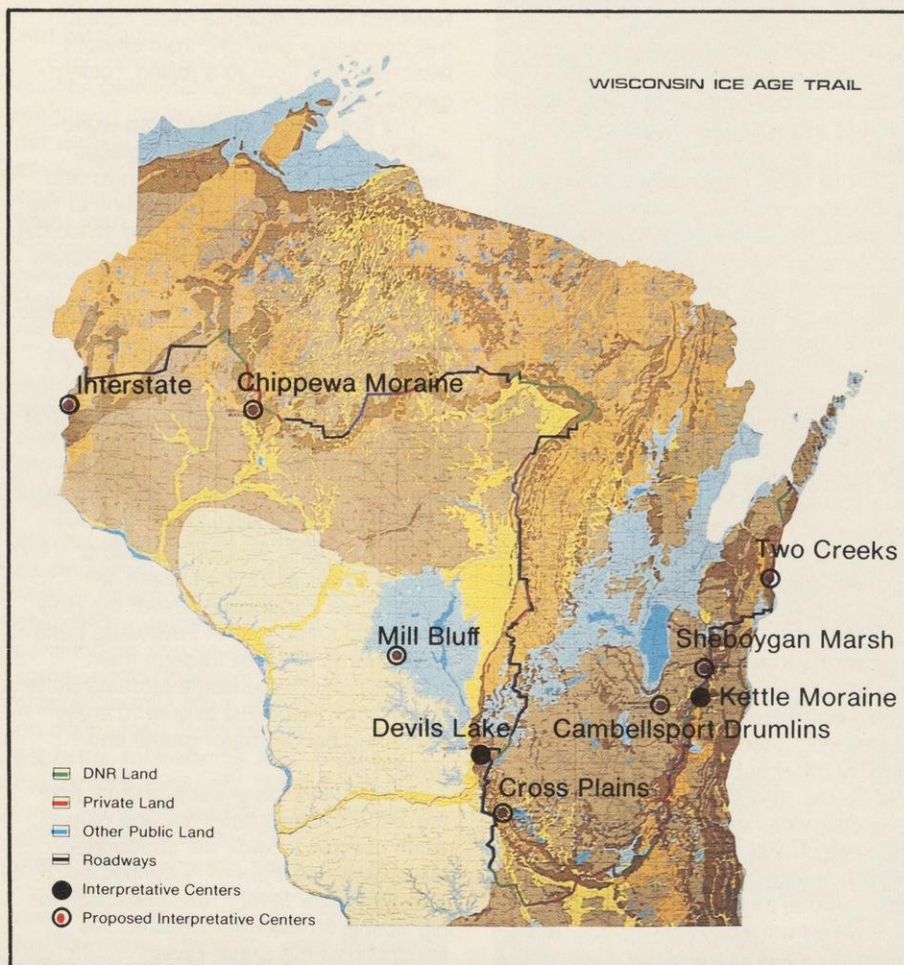 WISCONSIN ICE AGE TRAIL
Interstate
Chippewa Moraine
Two Creeks
Mill Bluff
Sheboygan Marsh
Kettle Moraine
Cambellsport Drumlins
Devils Lake
Cross Plains
DNR Land
Private Land
Other Public Land
Roadways
Interpretative Centers
Proposed Interpretative Centers